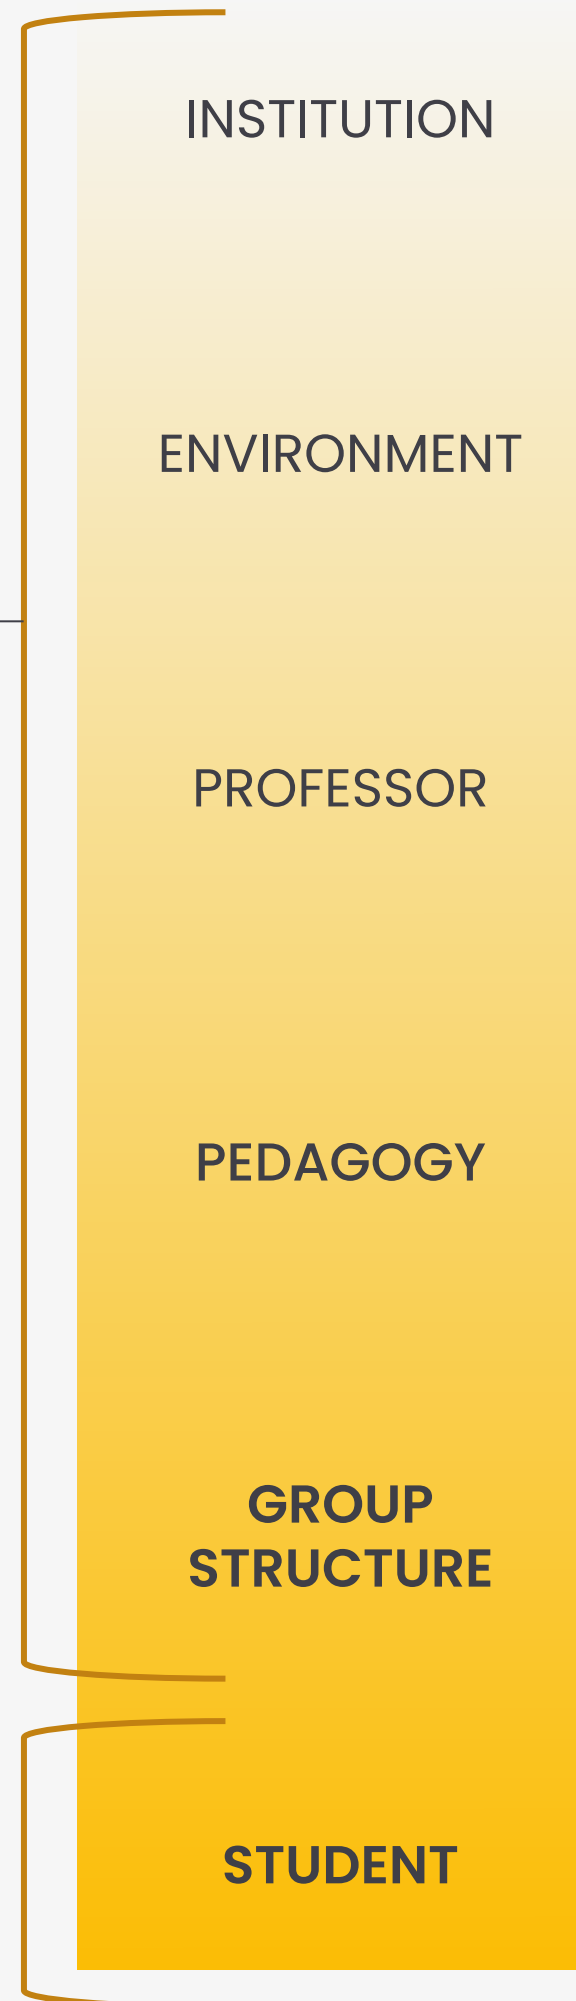 INSTITUTION
ENVIRONMENT
PROFESSOR
PEDAGOGY
GROUP
STRUCTURE
STUDENT